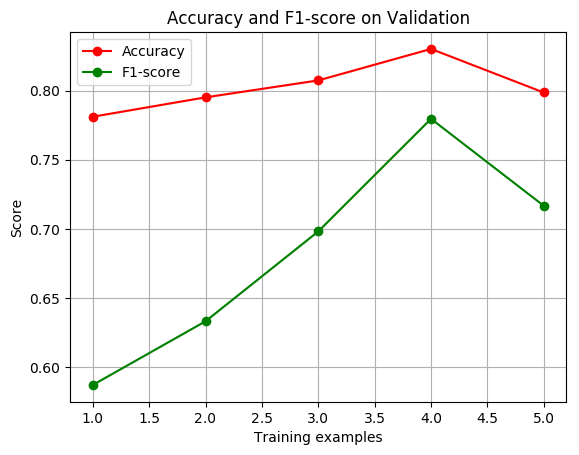 Accuracy and F1-score on Validation
Accuracy
F1-score
0.80
0.75
0.70
0.65
0.60
Score
1.0 1.5 2.0 2.5 3.0 3.5 4.0 4.5 5.0
Training examples